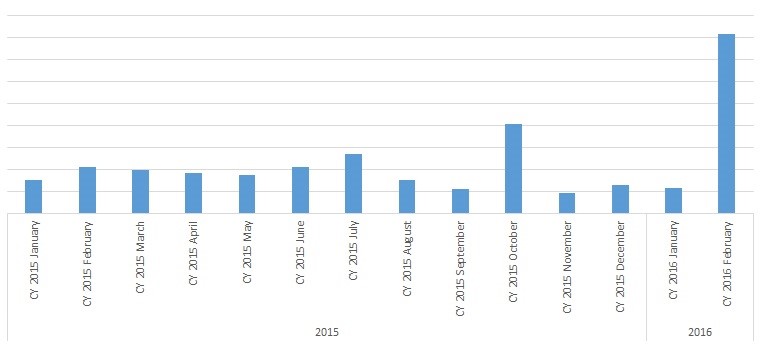 CY 2015 January
CY 2015 February
CY 2015 March
CY 2015 April
CY 2015 May
CY 2015 June
CY 2015 July
CY 2015 August
CY 2015 September
CY 2015 October
CY 2015 November
CY 2015 December
CY 2016 January
CY 2016 February
2015
2016